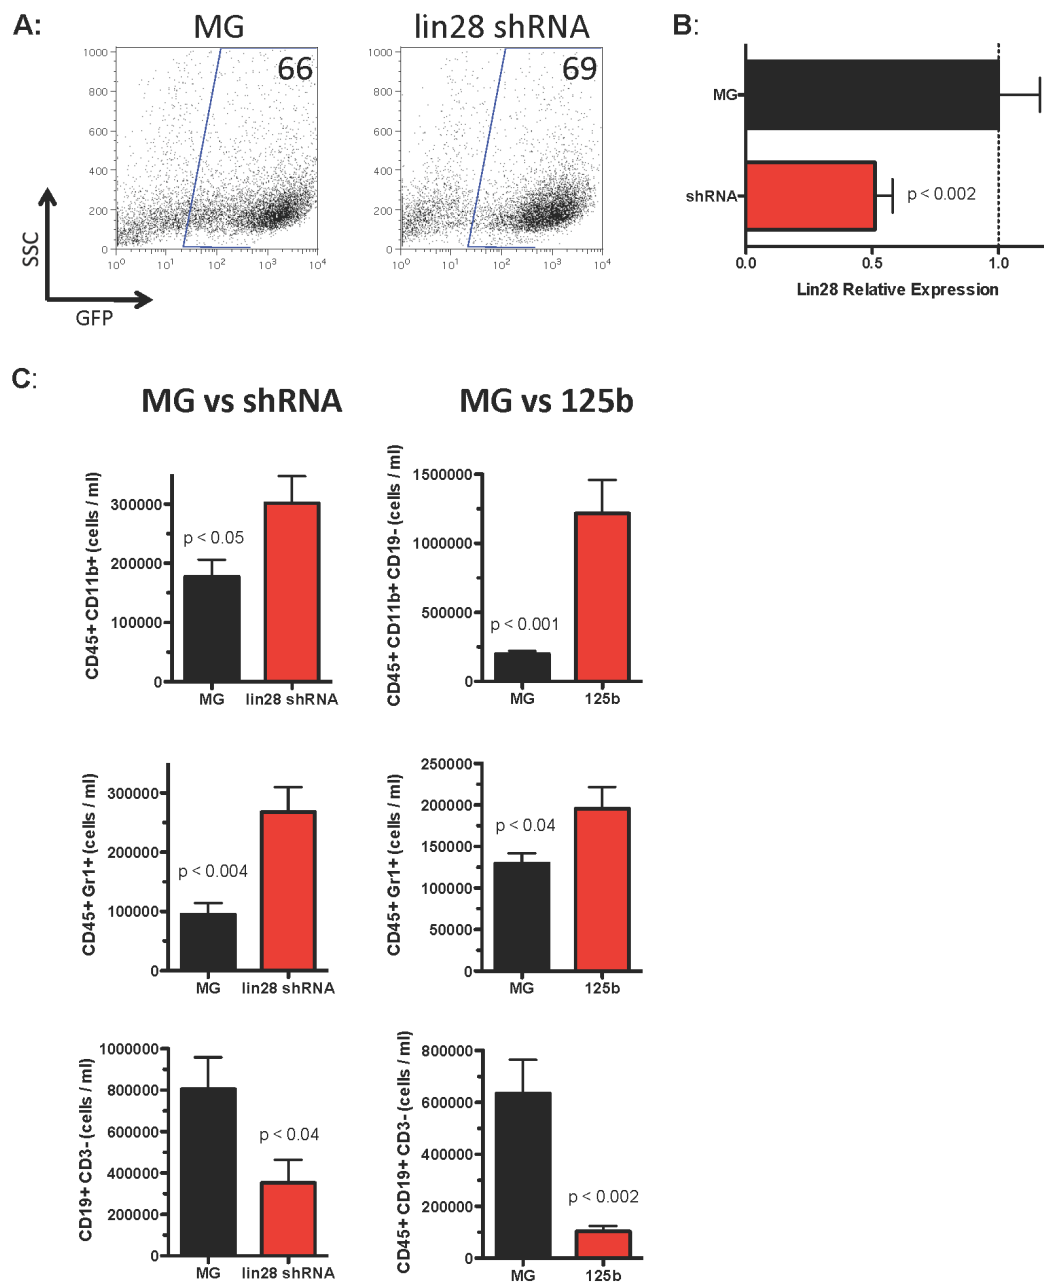 A:
MG
lin28 shRNA
66
69
1000
800
600
400
200
0
10⁰
10¹
10²
10³
10⁴
1000
800
600
400
200
0
10⁰
10¹
10²
10³
10⁴
SSC
GFP
B:
MG
shRNA
p < 0.002
0.0
0.5
1.0
Lin28 Relative Expression
C:
MG vs shRNA
MG vs 125b
CD45+ CD11b+ (cells / ml)
300000
200000
100000
0
p < 0.05
MG
lin28 shRNA
CD45+ CD11b+ CD19- (cells / ml)
1500000
1000000
500000
0
p < 0.001
MG
125b
CD45+ Gr1+ (cells / ml)
300000
200000
100000
0
p < 0.004
MG
lin28 shRNA
CD45+ Gr1+ (cells / ml)
250000
200000
150000
100000
50000
0
p < 0.04
MG
125b
CD19+ CD3- (cells / ml)
1000000
800000
600000
400000
200000
0
p < 0.04
MG
lin28 shRNA
CD45+ CD19+ CD3- (cells / ml)
800000
600000
400000
200000
0
p < 0.002
MG
125b